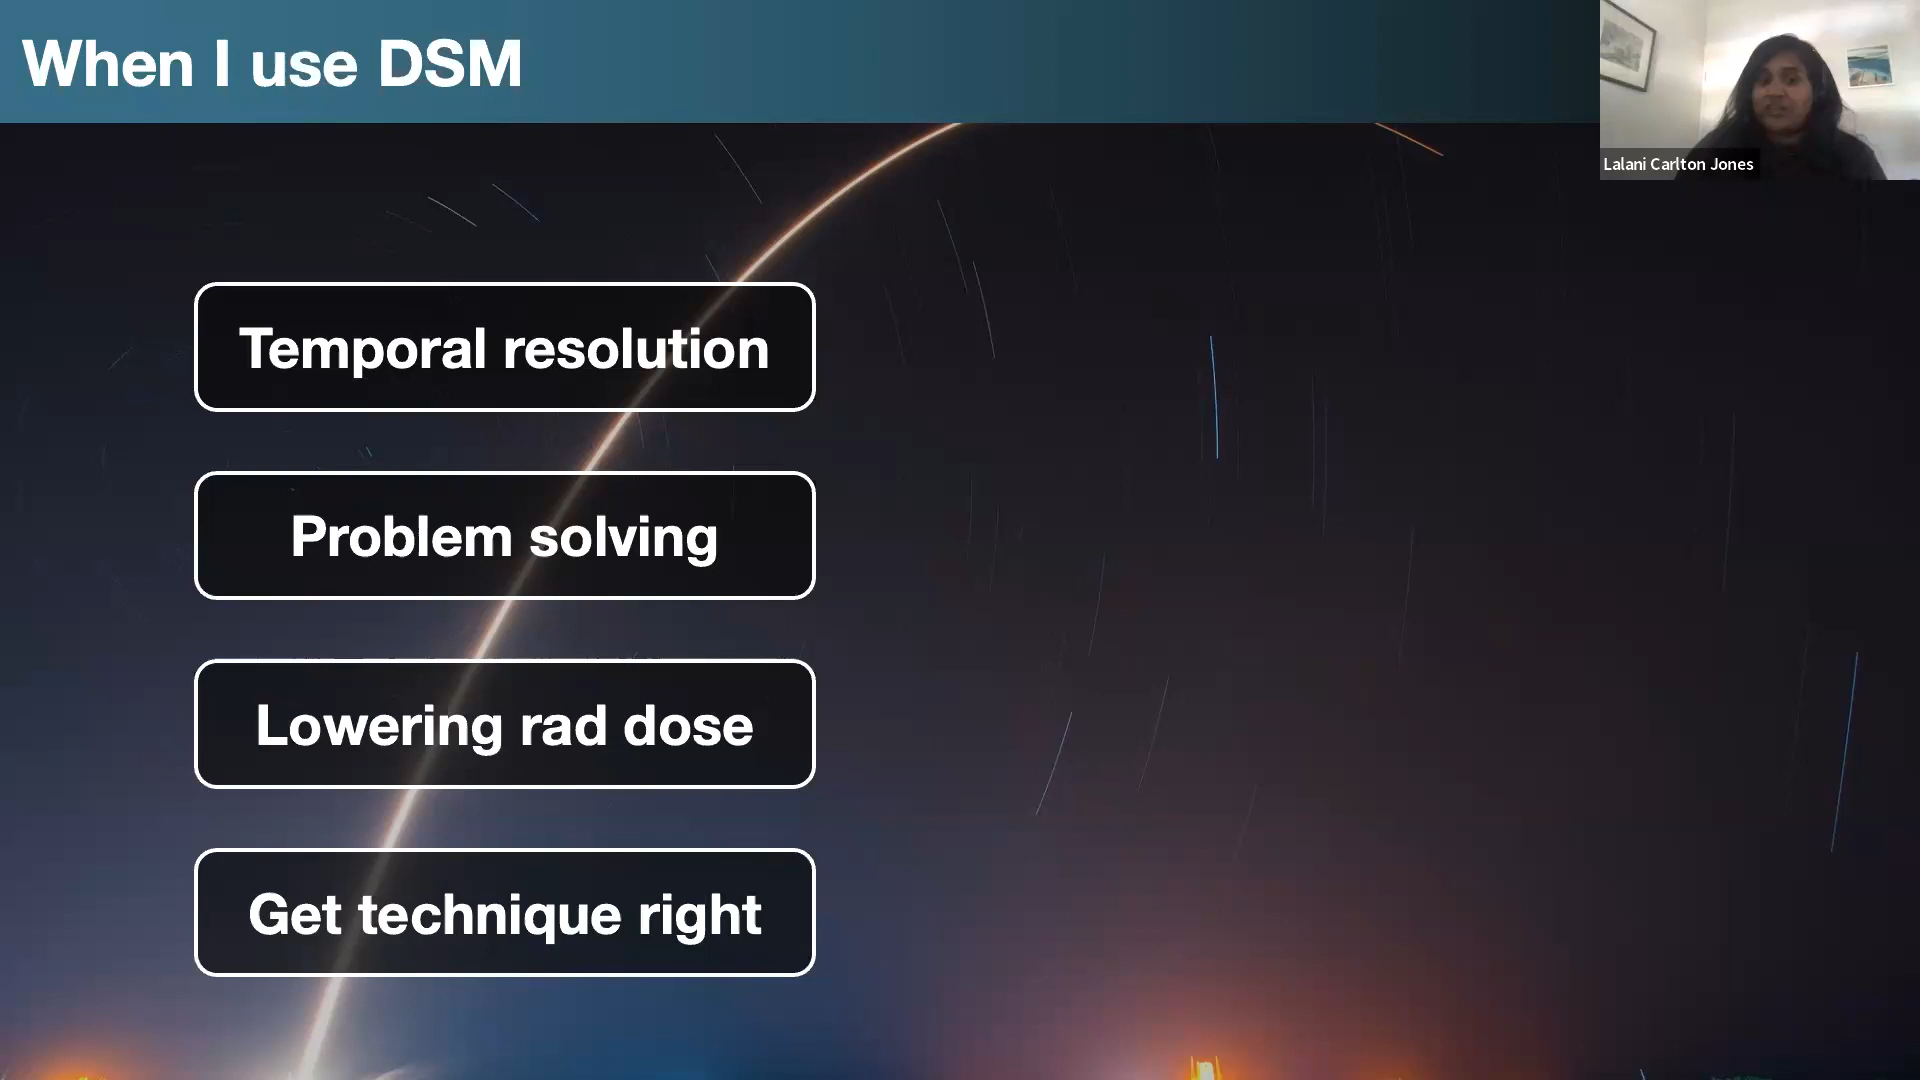 When I use DSM
Lalani Carlton Jones
Temporal resolution
Problem solving
Lowering rad dose
Get technique right